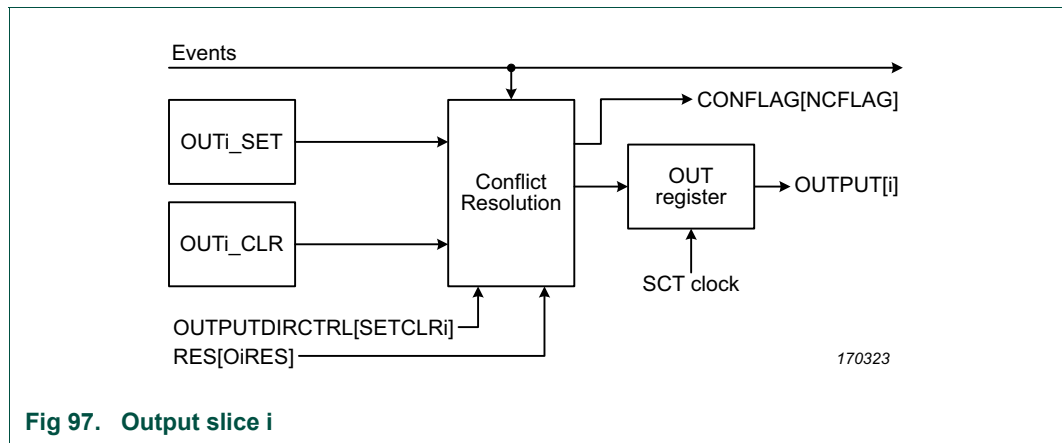 Events
CONFLAG[NCFLAG]
OUTi_SET
Conflict
Resolution
OUT
register
OUTPUT[i]
OUTi_CLR
SCT clock
OUTPUTDIRCTRL[SETCLRi]
RES[OiRES]
170323
Fig 97. Output slice i